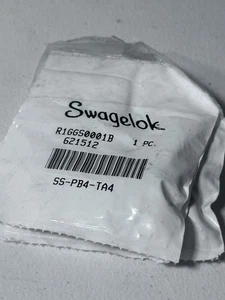 Swagelok
R16GS0001B
1 PC.
621512
SS-PB4-TA4